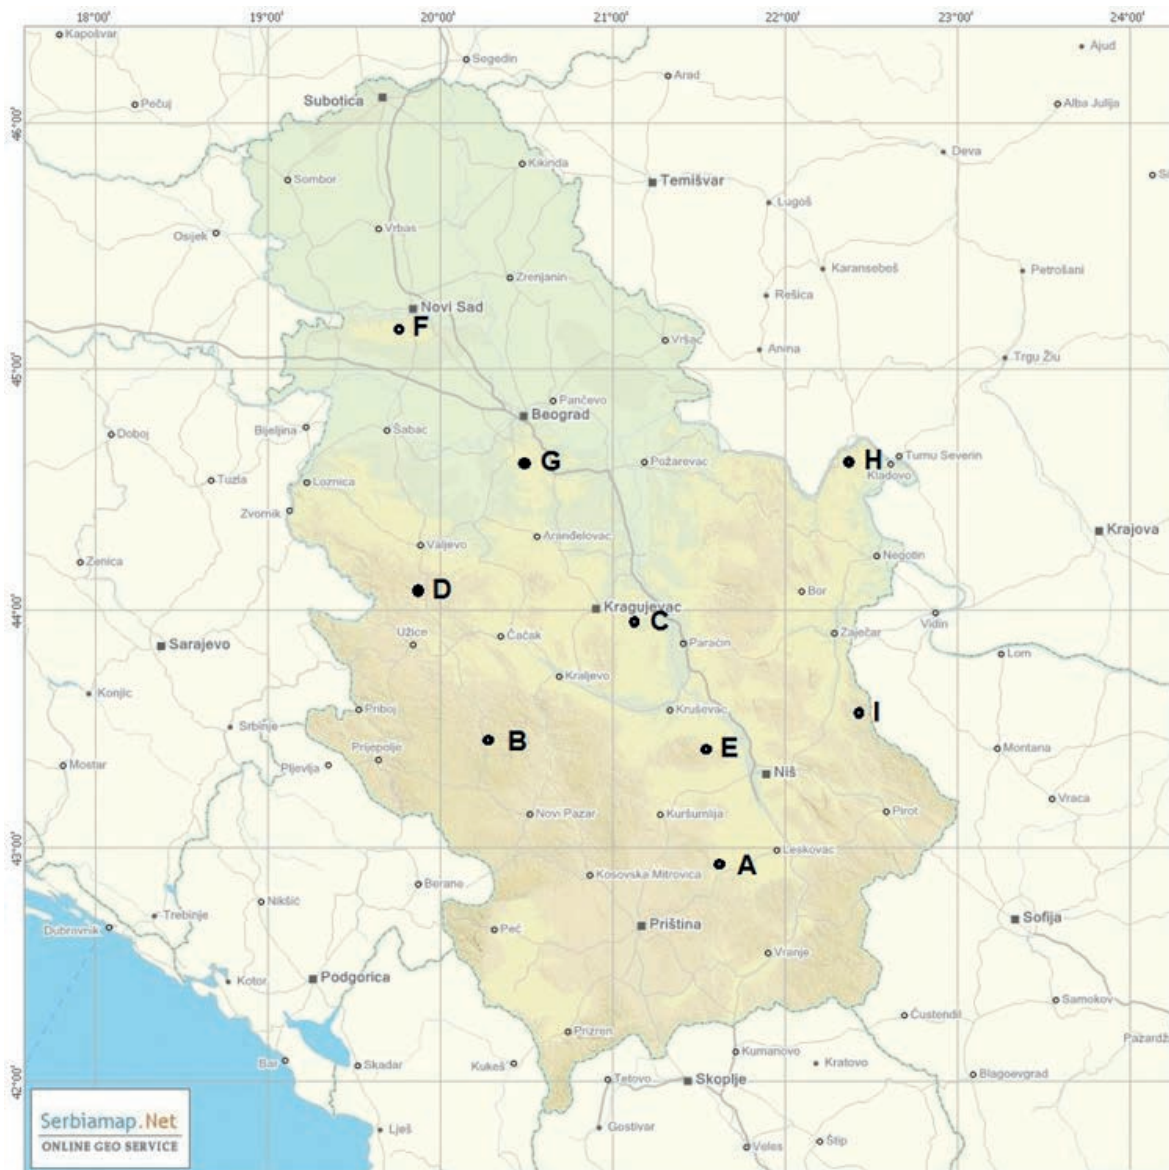 18°00'
19°00'
20°00'
21°00'
22°00'
23°00'
24°00'
Kapošvar
Segedin
Ajud
Arad
Subotica
Pečuj
Alba Julija
46°00'
Kikinda
Deva
Sombor
Temišvar
Lugoš
Vrbas
Osijek
Karansebeš
Petrošani
Zrenjanin
Rešica
Novi Sad
F
Vršac
Anina
Trgu Žiu
45°00'
Pančevo
Beograd
Bijeljina
Šabac
Doboj
G
Požarevac
H
Turnu Severin
Kladovo
Tuzla
Loznica
Zvornik
Krajova
Aranđelovac
Valjevo
Negotin
Zenica
D
Bor
44°00'
Kragujevac
C
Vidin
Užice
Čačak
Paraćin
Zaječar
Sarajevo
Lom
Kraljevo
Konjic
Priboj
Kruševac
I
Srbinje
B
E
Montana
Prijepolje
Mostar
Pljevlja
Niš
Vraca
Novi Pazar
Kuršumlija
Pirot
43°00'
Leskovac
A
Kosovska Mitrovica
Berane
Nikšić
Trebinje
Dubrovnik
Peć
Priština
Sofija
Vranje
Kotor
Podgorica
Samokov
Ćustendil
Prizren
Pazardž
Kumanovo
Bar
Skadar
Kukeš
Kratovo
42°00'
Tetovo
Skoplje
Blagoevgrad
Serbiamap.Net
ONLINE GEO SERVICE
Lješ
Gostivar
Veles
Štip